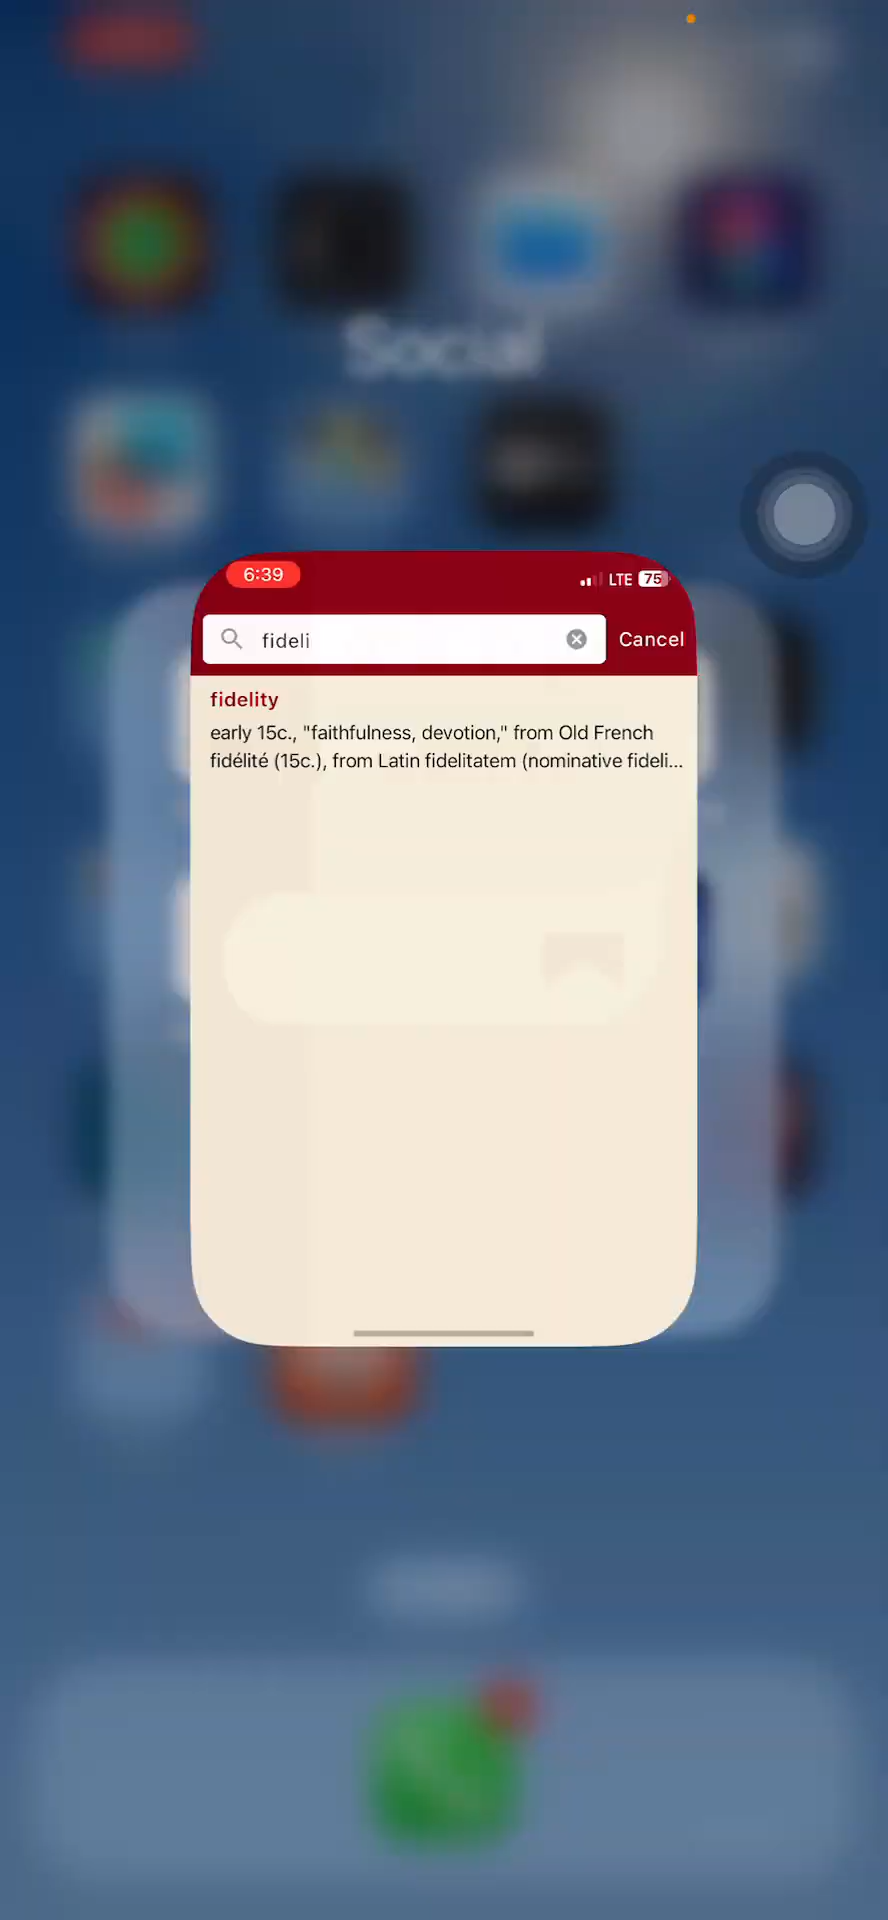 Social
6:39
LTE 75
fideli
Cancel
fidelity
early 15c., "faithfulness, devotion," from Old French
fidélité (15c.), from Latin fidelitatem (nominative fideli...